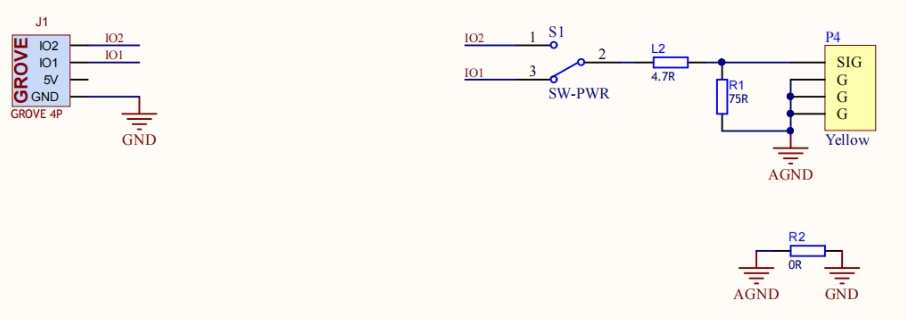 J1
GROVE
IO2
IO1
5V
GND
IO2
IO1
GROVE 4P
GND
IO2
IO1
1
3
S1
2
SW-PWR
L2
4.7R
R1
75R
P4
SIG
G
G
G
Yellow
AGND
R2
0R
AGND
GND